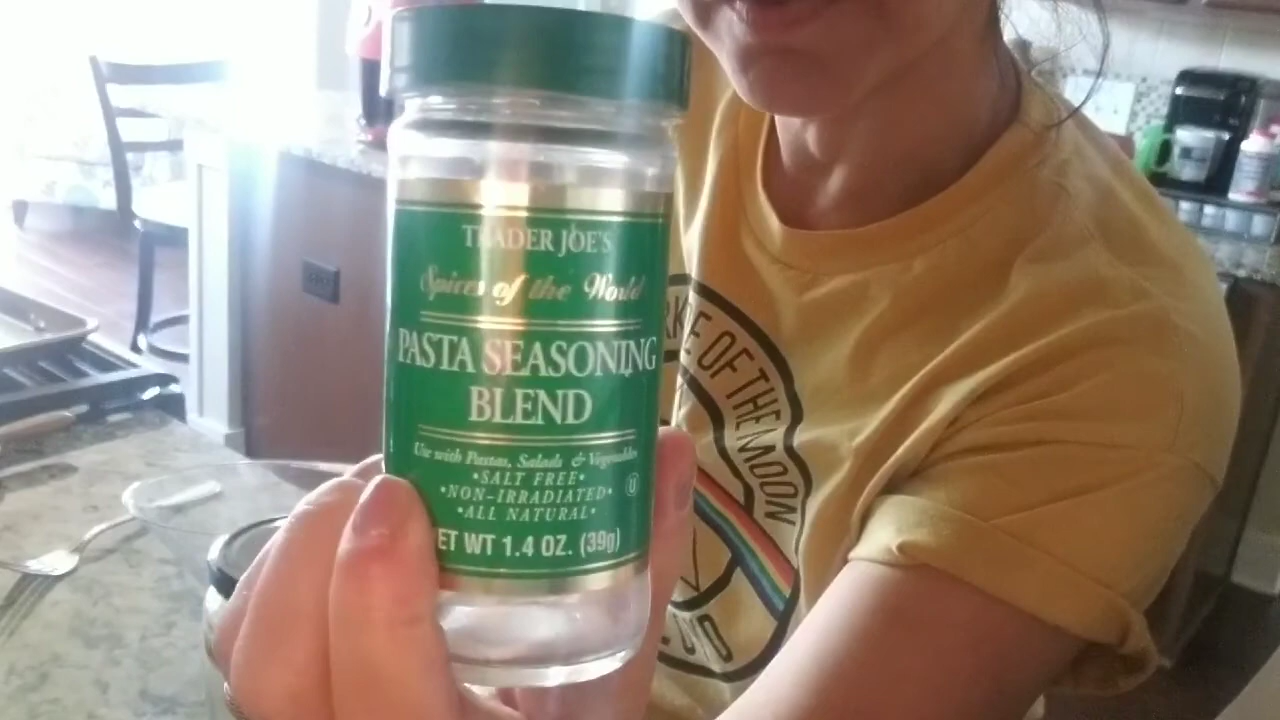 TRADER JOE'S
Spices of the World
PASTA SEASONING
BLEND
Use with Pastas, Salads & Vegetables
•SALT FREE•
•NON-IRRADIATED•
•ALL NATURAL•
U
ET WT 1.4 OZ. (39g)
RKE OF THE MOON